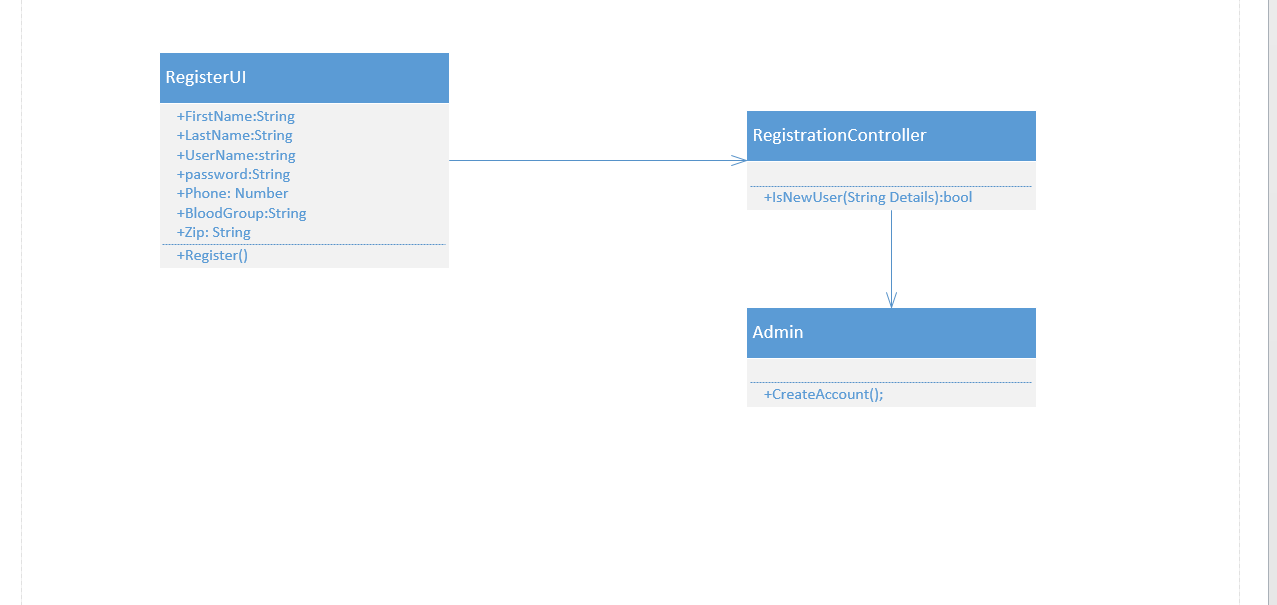 RegisterUI
+FirstName:String
+LastName:String
+UserName:string
+password:String
+Phone: Number
+BloodGroup:String
+Zip: String
+Register()
RegistrationController
+IsNewUser(String Details):bool
Admin
+CreateAccount();